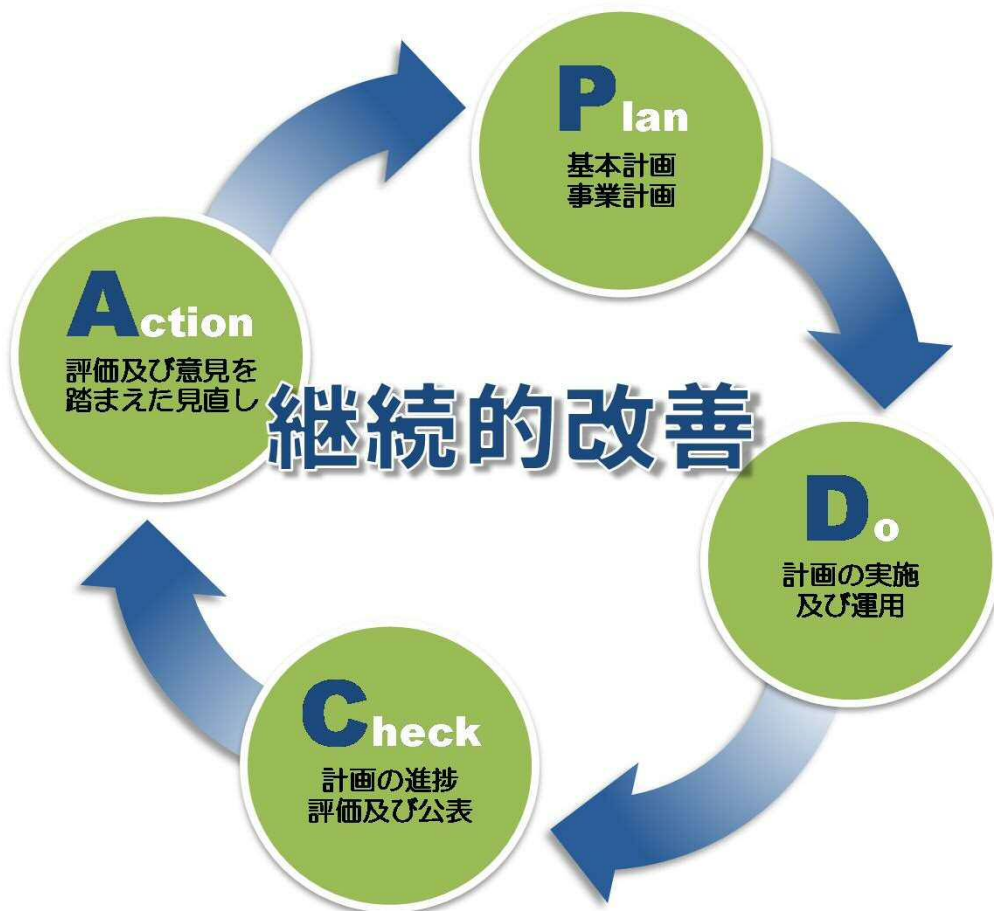 Plan
基本計画
事業計画
Action
評価及び意見を
踏まえた見直し
継続的改善
Do
計画の実施
及び運用
Check
計画の進捗
評価及び公表